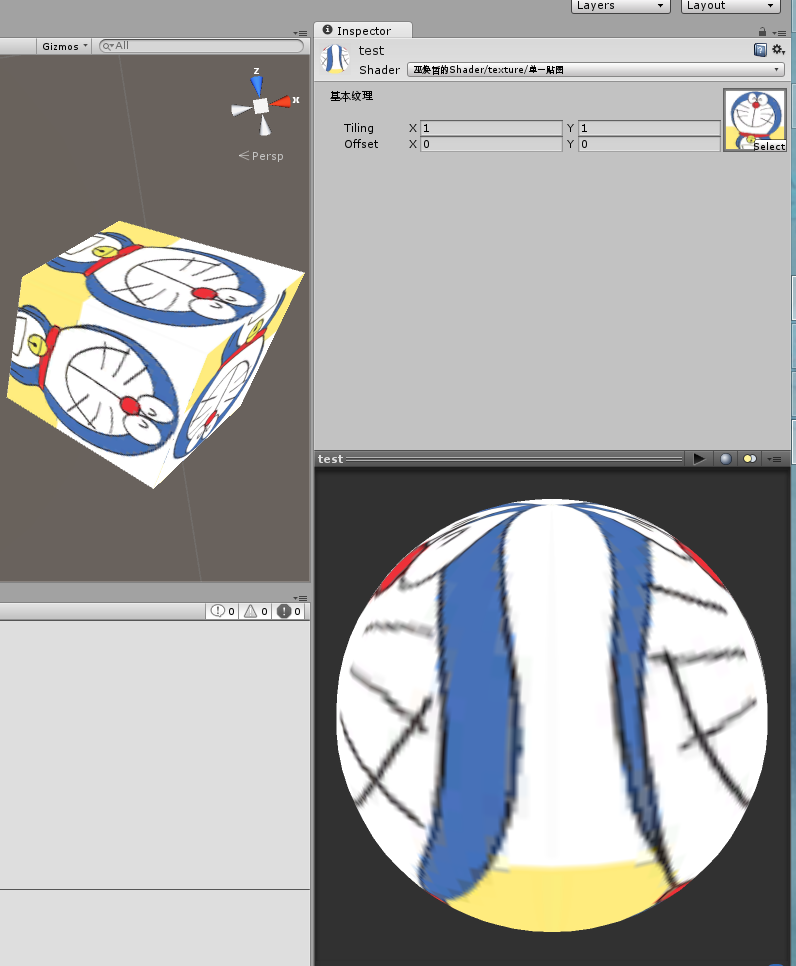 Layers Layout
Gizmos All
Inspector
test
Shader 巫焕哲的Shader/texture/单一贴图
基本纹理
Tiling X 1 Y 1
Offset X 0 Y 0
Select
z
x
Persp
test
0 0 0